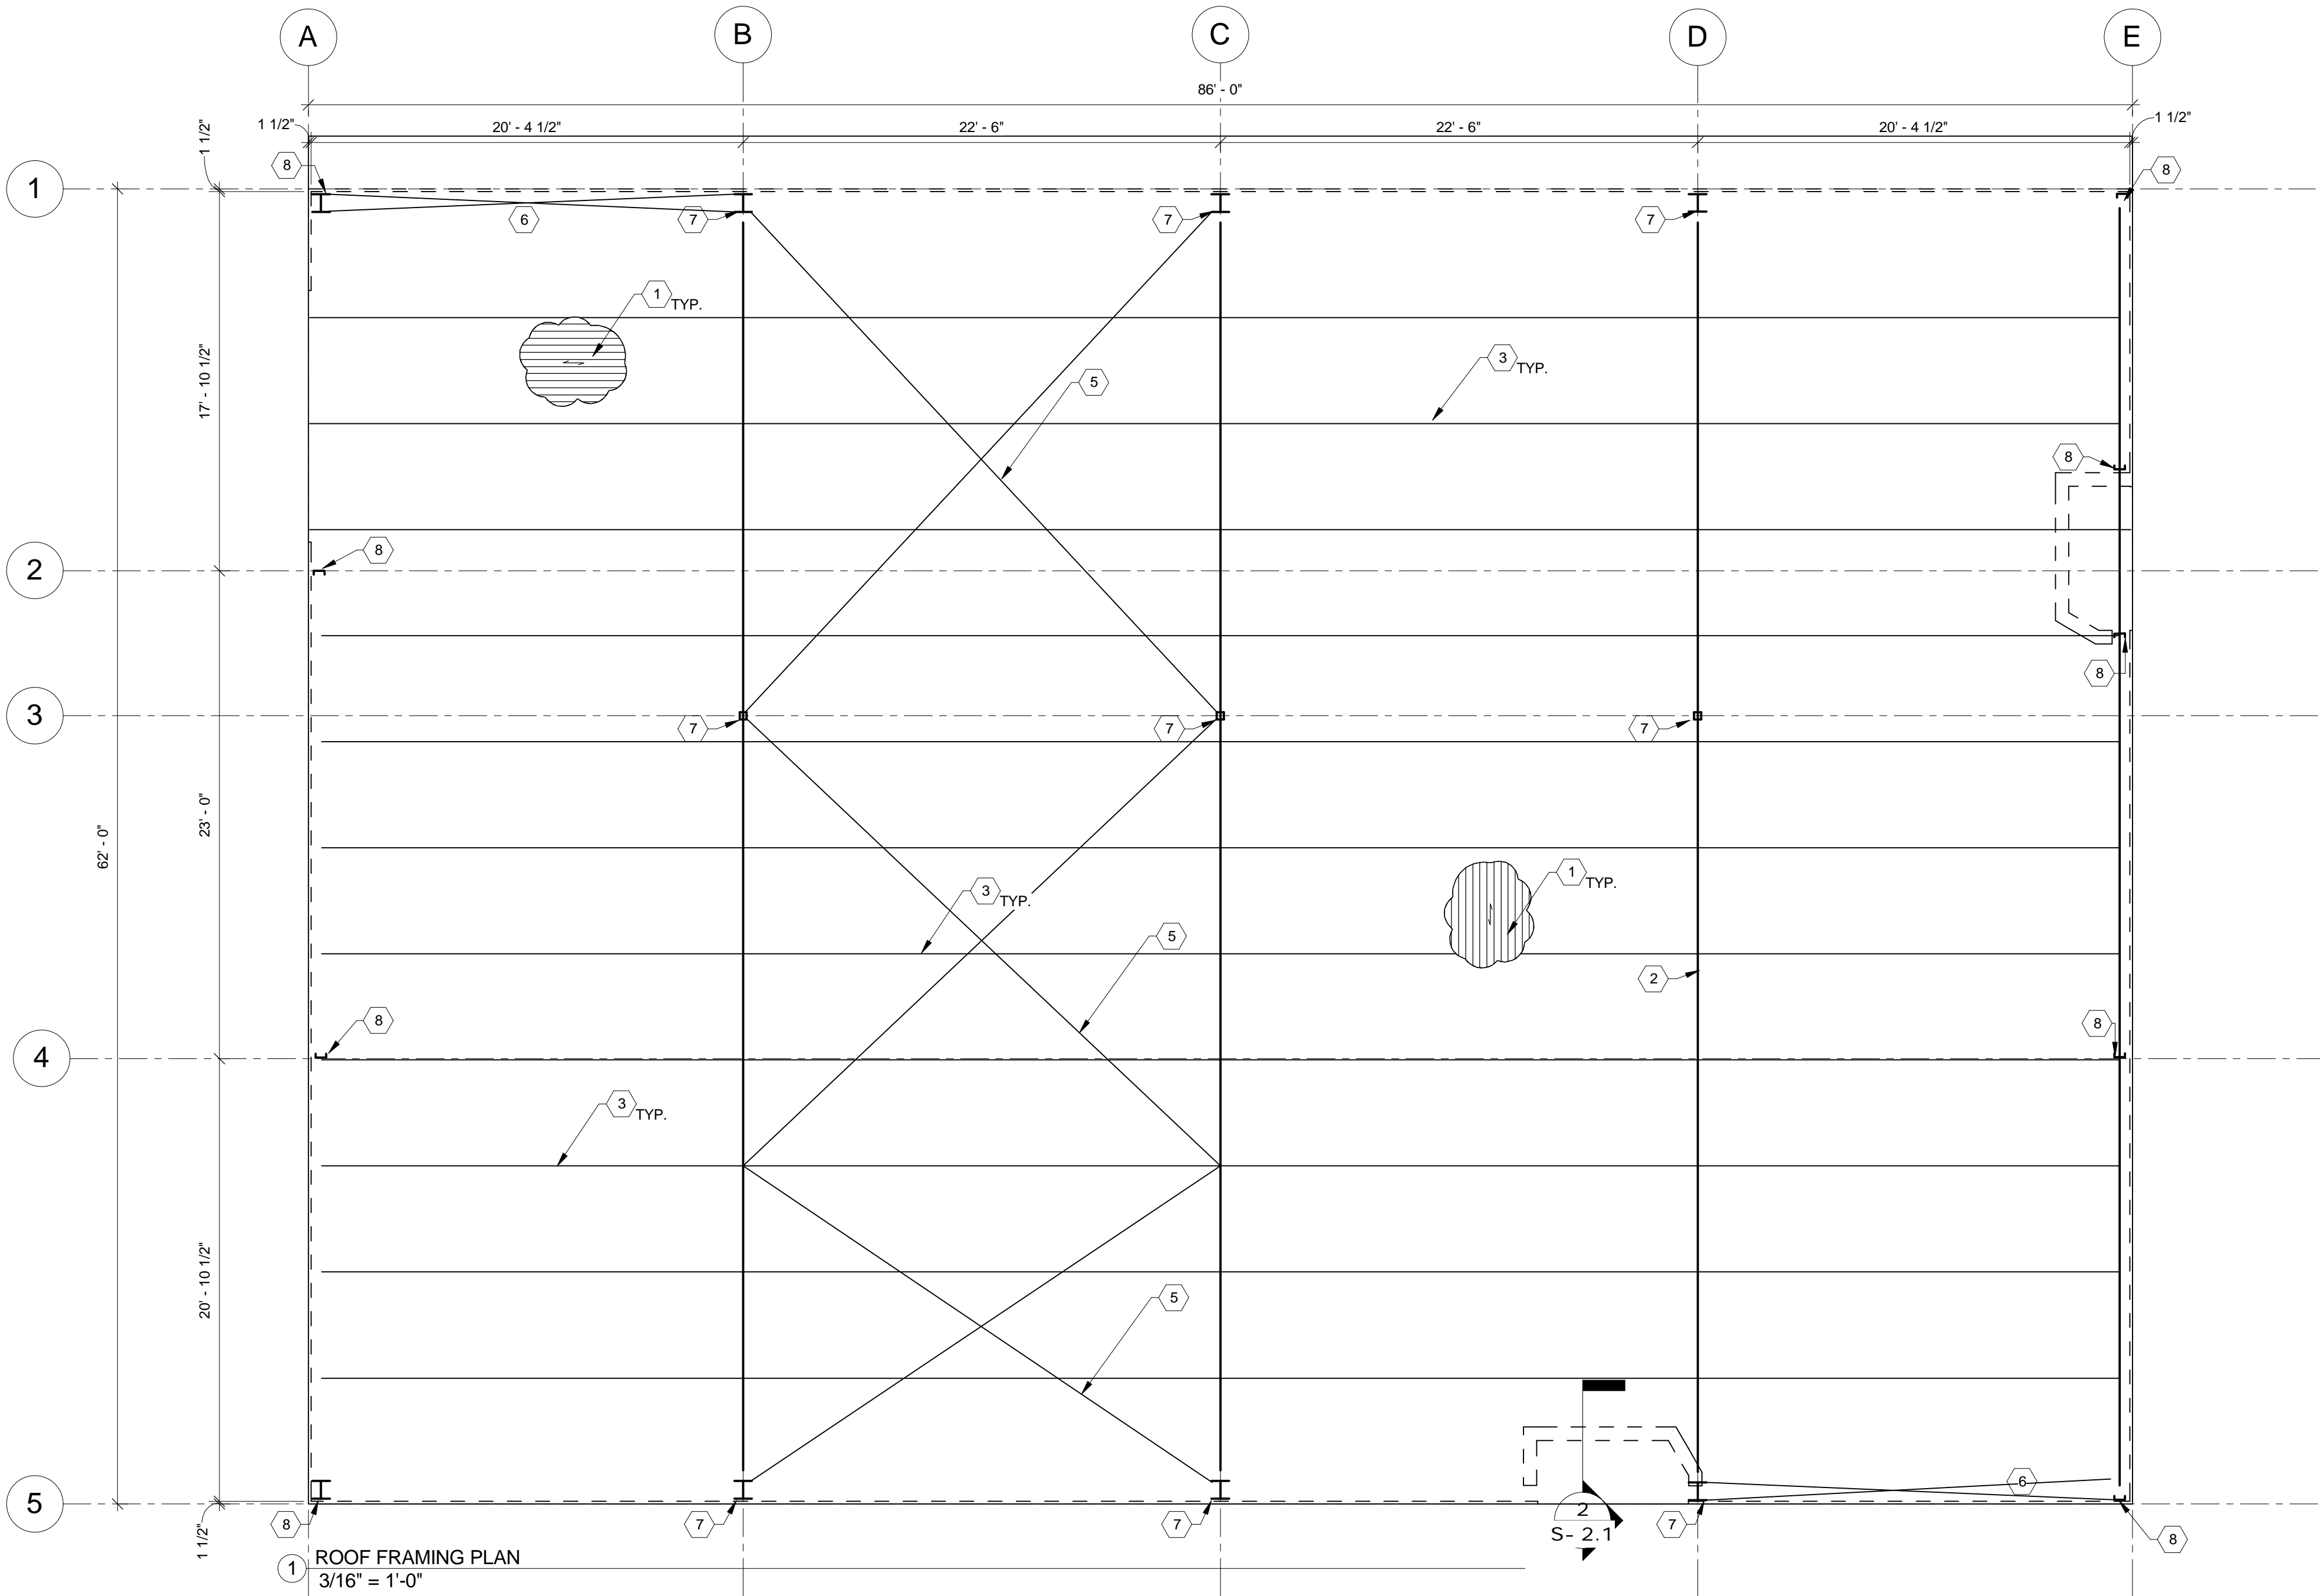 A
B
C
D
E
86' - 0"
1 1/2"
20' - 4 1/2"
22' - 6"
22' - 6"
20' - 4 1/2"
1 1/2"
1 1/2"
8
1
8
6
7
7
7
1
TYP.
17' - 10 1/2"
3
TYP.
5
8
8
2
8
3
7
7
7
23' - 0"
62' - 0"
1
TYP.
3
TYP.
5
2
8
8
4
3
TYP.
20' - 10 1/2"
5
6
5
8
7
7
2
S- 2.1
7
8
1 1/2"
1
ROOF FRAMING PLAN
3/16" = 1'-0"